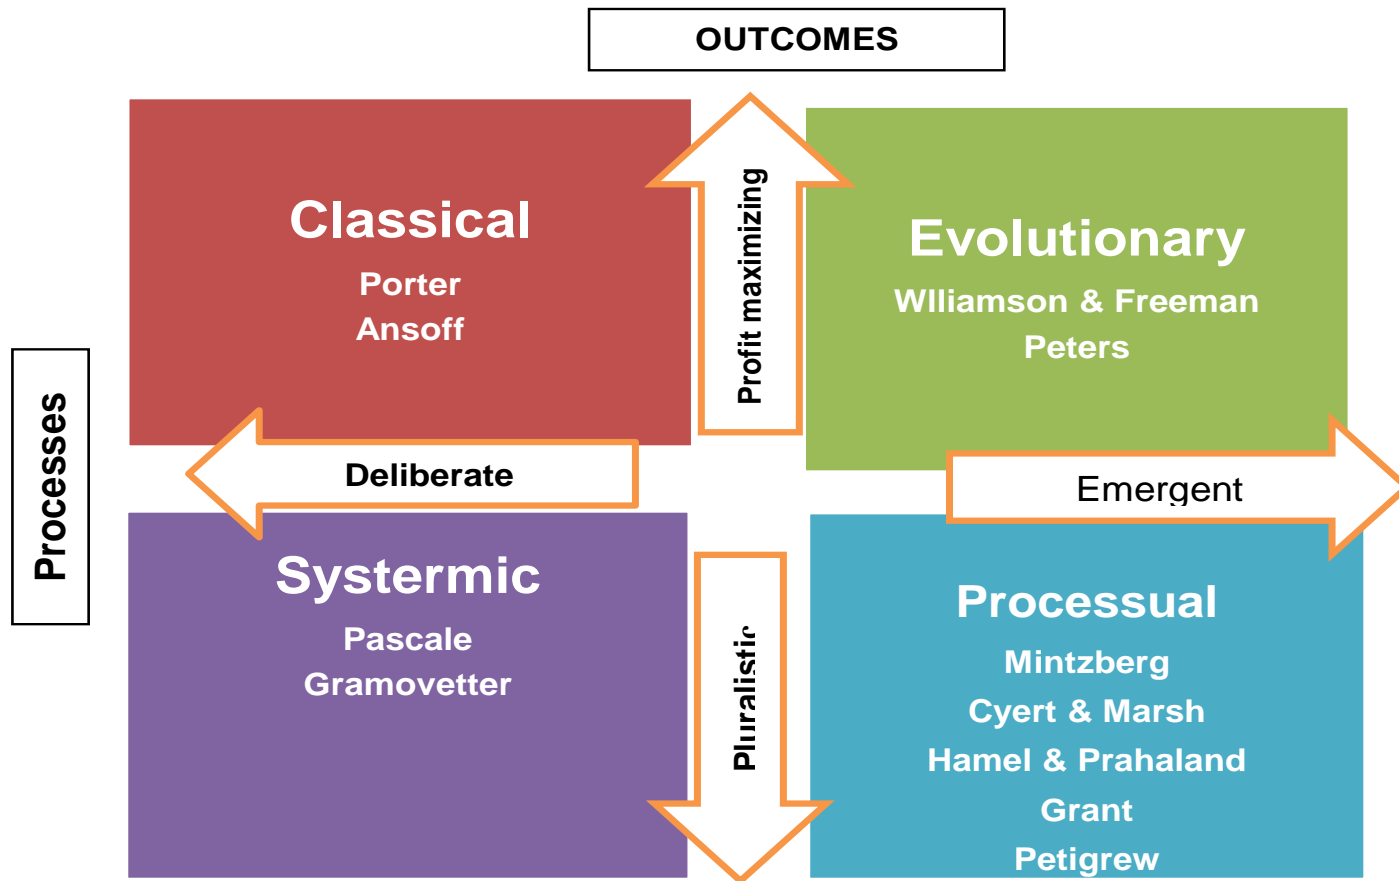 OUTCOMES
Classical
Porter
Ansoff
Profit maximizing
Evolutionary
Wlliamson & Freeman
Peters
Processes
Deliberate
Emergent
Systermic
Pascale
Gramovetter
Pluralistic
Processual
Mintzberg
Cyert & Marsh
Hamel & Prahaland
Grant
Petigrew